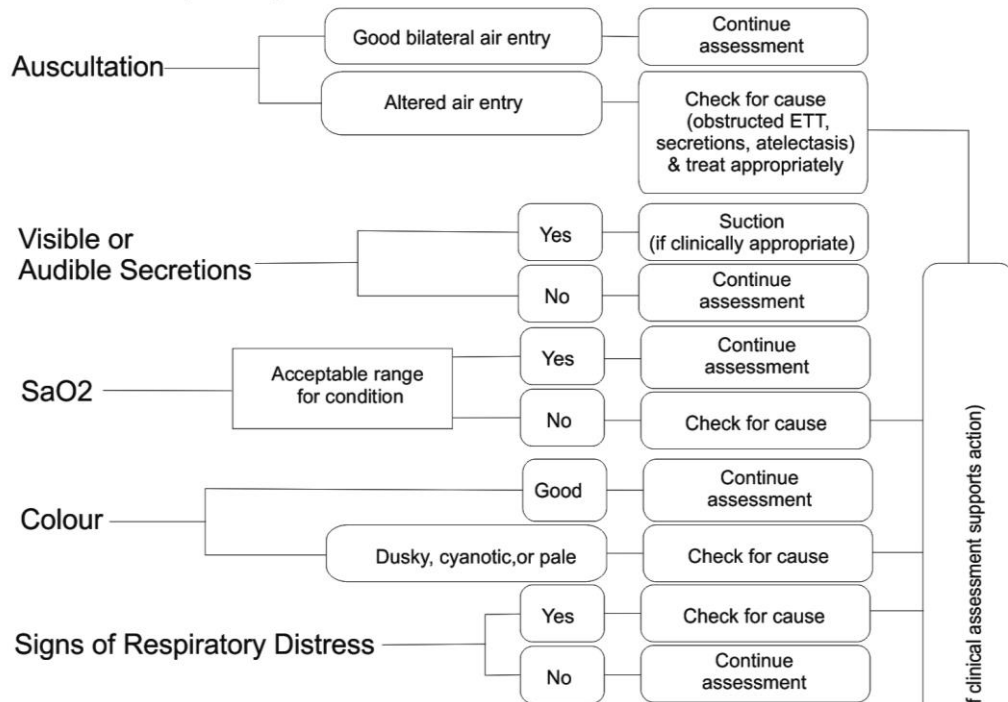 Auscultation
Good bilateral air entry
Continue
assessment
Altered air entry
Check for cause
(obstructed ETT,
secretions, atelectasis)
& treat appropriately
Visible or
Audible Secretions
Yes
Suction
(if clinically appropriate)
No
Continue
assessment
SaO2
Acceptable range
for condition
Yes
Continue
assessment
No
Check for cause
Colour
Good
Continue
assessment
Dusky, cyanotic,or pale
Check for cause
Signs of Respiratory Distress
Yes
Check for cause
No
Continue
assessment
f clinical assessment supports action)